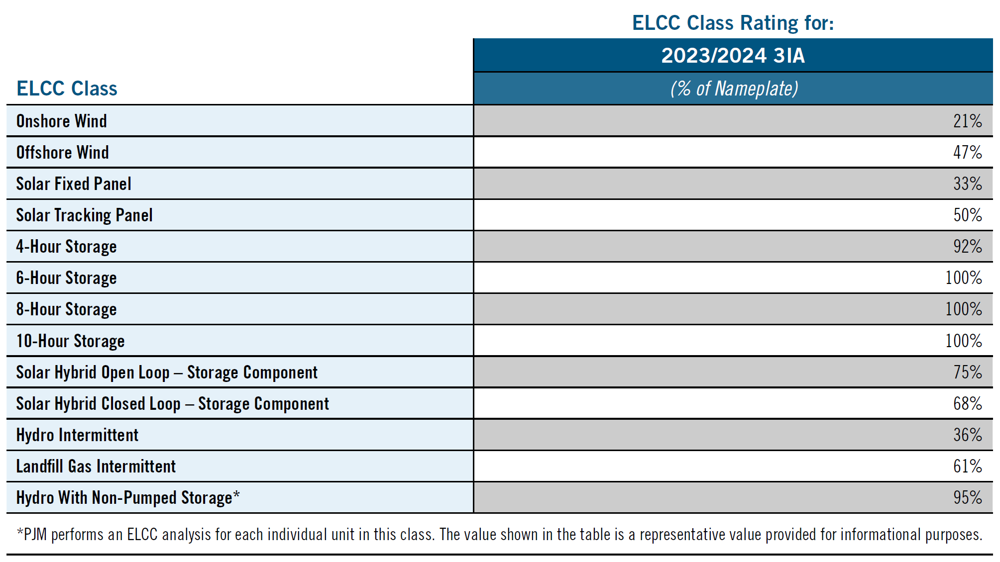 ELCC Class Rating for:
2023/2024 3IA
ELCC Class
(% of Nameplate)
Onshore Wind 21%
Offshore Wind 47%
Solar Fixed Panel 33%
Solar Tracking Panel 50%
4-Hour Storage 92%
6-Hour Storage 100%
8-Hour Storage 100%
10-Hour Storage 100%
Solar Hybrid Open Loop – Storage Component 75%
Solar Hybrid Closed Loop – Storage Component 68%
Hydro Intermittent 36%
Landfill Gas Intermittent 61%
Hydro With Non-Pumped Storage* 95%
*PJM performs an ELCC analysis for each individual unit in this class. The value shown in the table is a representative value provided for informational purposes.